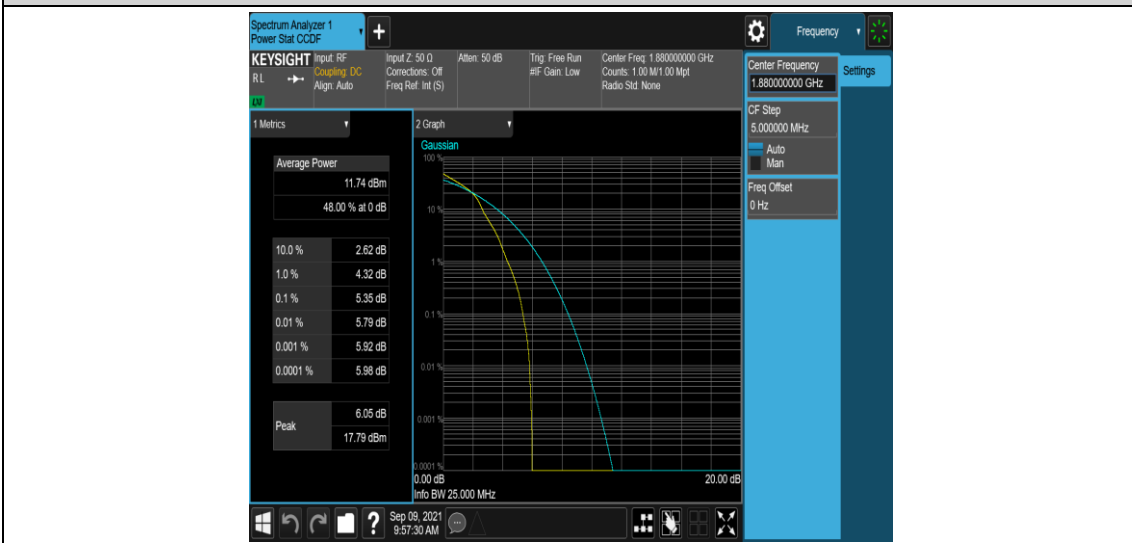 Spectrum Analyzer 1
Power Stat CCDF
+
Frequency
KEYSIGHT
RL
LXI
Input: RF
Coupling: DC
Align: Auto
Input Z: 50 Ω
Corrections: Off
Freq Ref: Int (S)
Atten: 50 dB
Trig: Free Run
#IF Gain: Low
Center Freq: 1.880000000 GHz
Counts: 1.00 M/1.00 Mpt
Radio Std: None
Center Frequency
1.880000000 GHz
Settings
CF Step
5.000000 MHz
Auto
Man
Freq Offset
0 Hz
1 Metrics
Average Power
11.74 dBm
48.00 % at 0 dB
10.0 % 2.62 dB
1.0 % 4.32 dB
0.1 % 5.35 dB
0.01 % 5.79 dB
0.001 % 5.92 dB
0.0001 % 5.98 dB
Peak 6.05 dB
17.79 dBm
2 Graph
Gaussian
100 %
10 %
1 %
0.1 %
0.01 %
0.001 %
0.0001 %
0.00 dB 20.00 dB
Info BW 25.000 MHz
?
Sep 09, 2021
9:57:30 AM